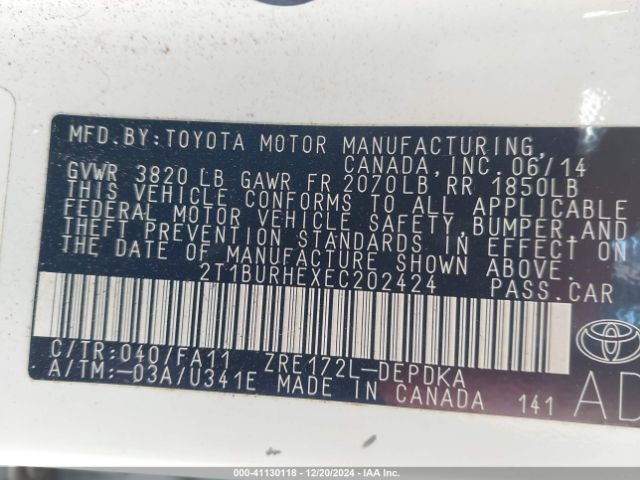 MFD.BY:TOYOTA MOTOR MANUFACTURING,
CANADA,INC.06/14
GVWR 3820 LB GAWR FR 2070LB RR 1850LB
THIS VEHICLE CONFORMS TO ALL APPLICABLE
FEDERAL MOTOR VEHICLE SAFETY,BUMPER,AND
THEFT PREVENTION STANDARDS IN EFFECT ON
THE DATE OF MANUFACTURE SHOWN ABOVE.
2T1BURHEXEC202424 PASS.CAR
C/TR:040/FA11 ZRE172L-DEPDKA
A/TM:-03A/U341E MADE IN CANADA 141
AD
000-41130118 | 12/20/2024 - IAA Inc.